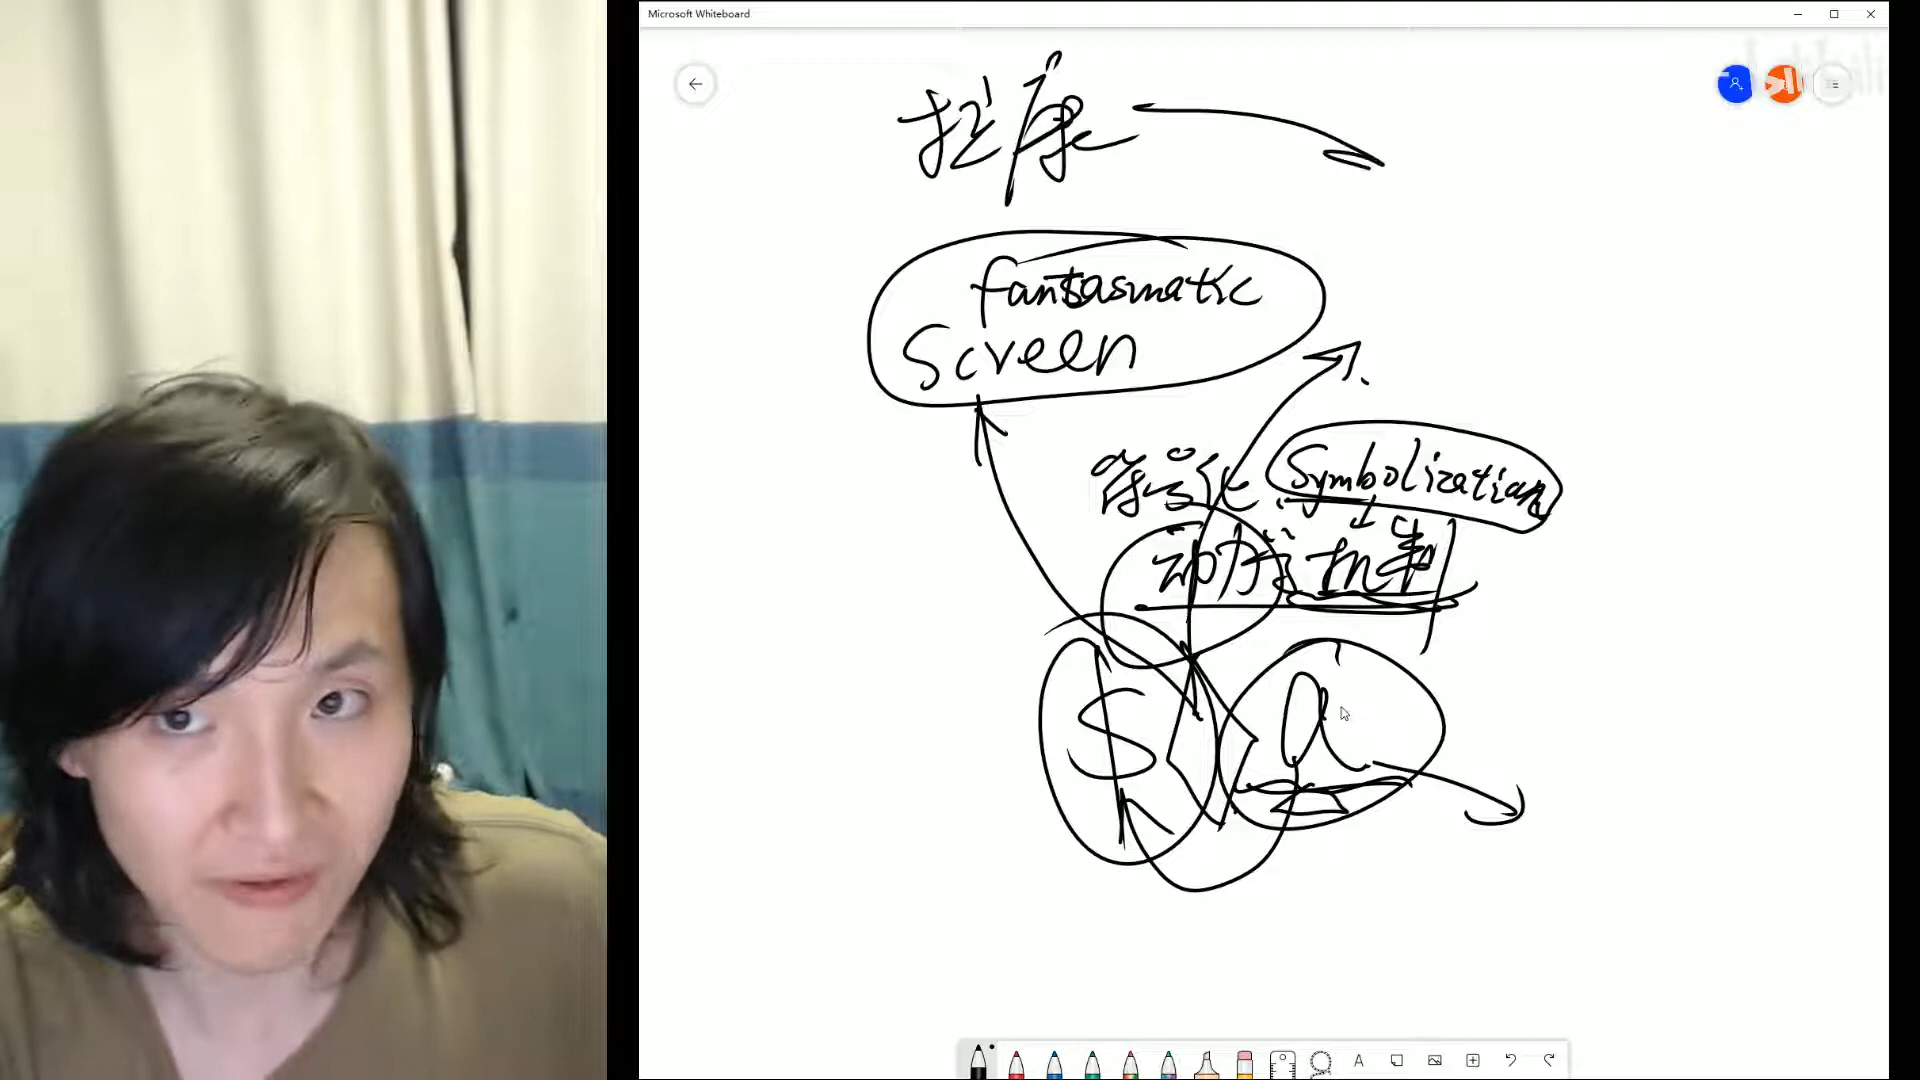 Microsoft Whiteboard
拉康
fantasmatic
Screen
符号化 Symbolization
动力 机制
$ a
A